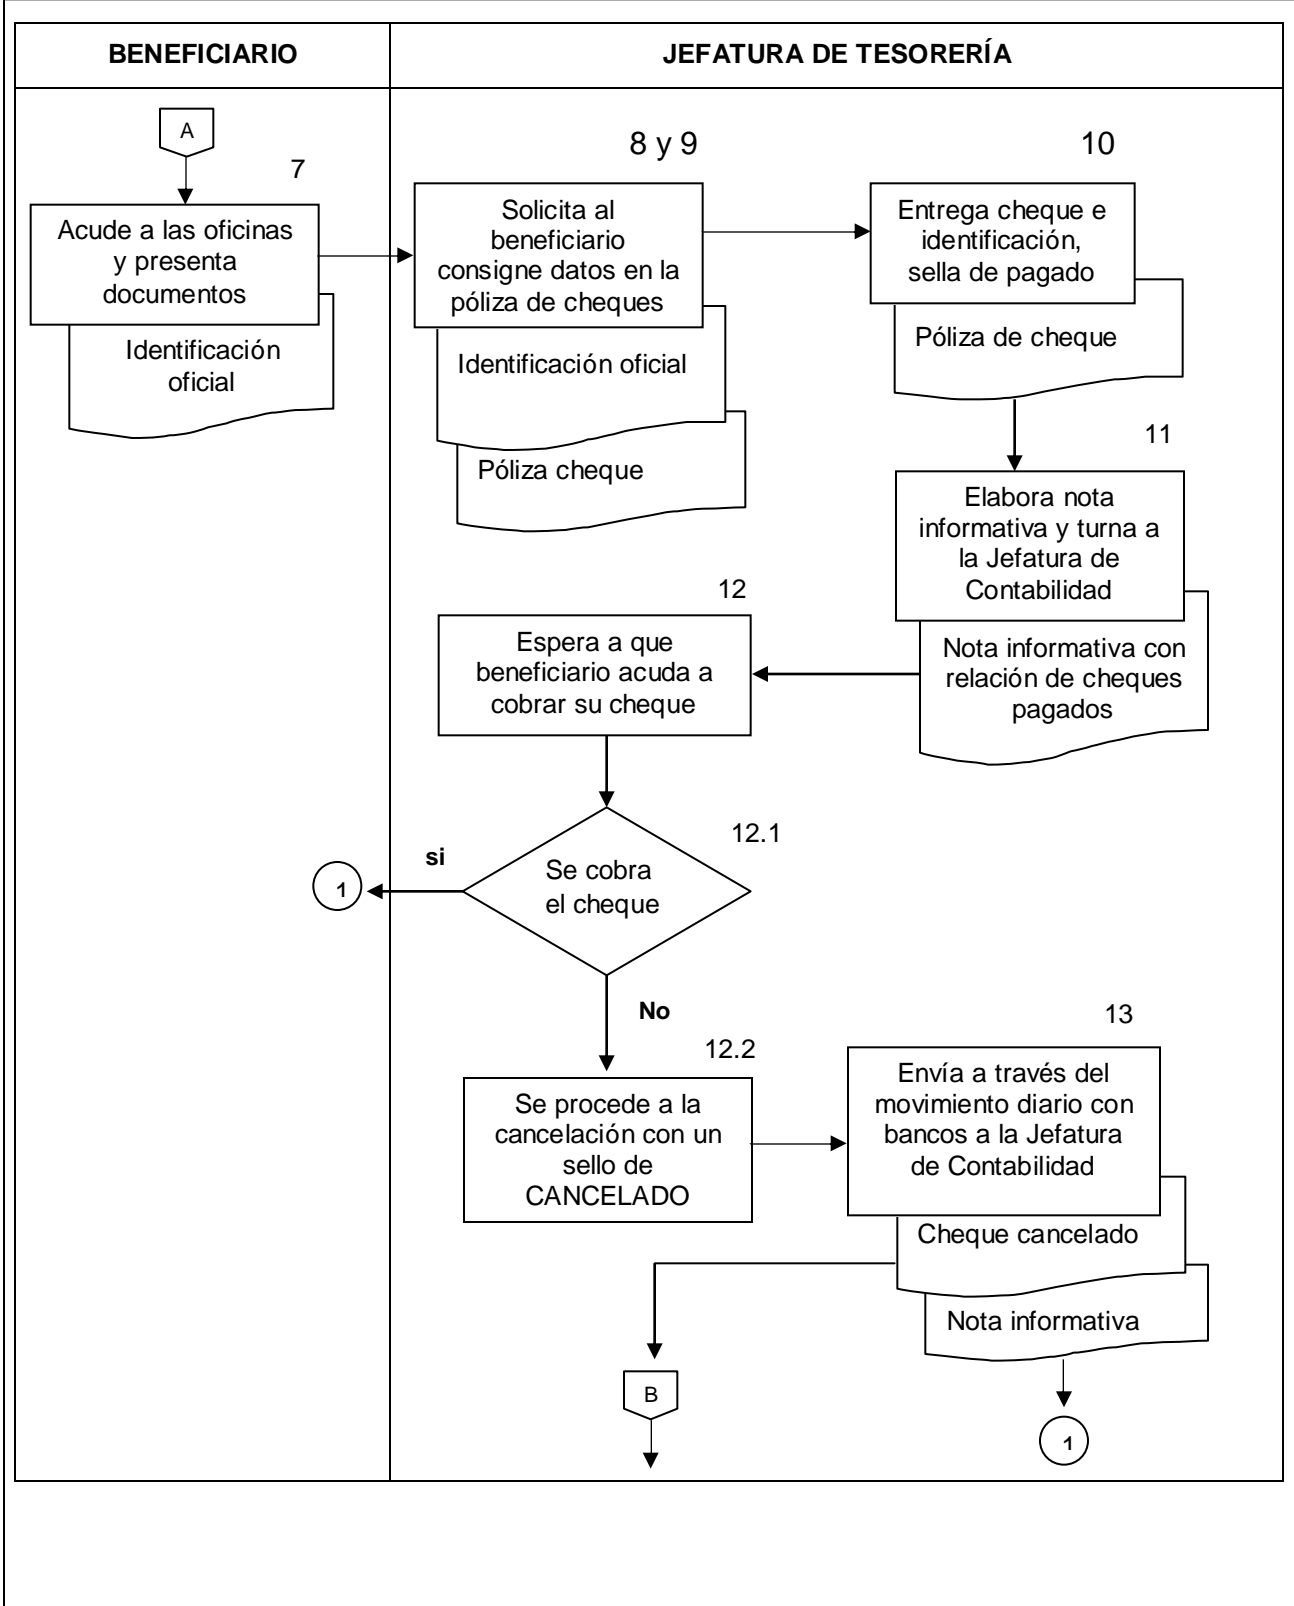 BENEFICIARIO
JEFATURA DE TESORERÍA
A
7
Acude a las oficinas
y presenta
documentos
Identificación
oficial
8 y 9
Solicita al
beneficiario
consigne datos en la
póliza de cheques
Identificación oficial
Póliza cheque
10
Entrega cheque e
identificación,
sella de pagado
Póliza de cheque
11
Elabora nota
informativa y turna a
la Jefatura de
Contabilidad
Nota informativa con
relación de cheques
pagados
12
Espera a que
beneficiario acuda a
cobrar su cheque
12.1
Se cobra
el cheque
si
1
No
12.2
Se procede a la
cancelación con un
sello de
CANCELADO
13
Envía a través del
movimiento diario con
bancos a la Jefatura
de Contabilidad
Cheque cancelado
Nota informativa
B
1